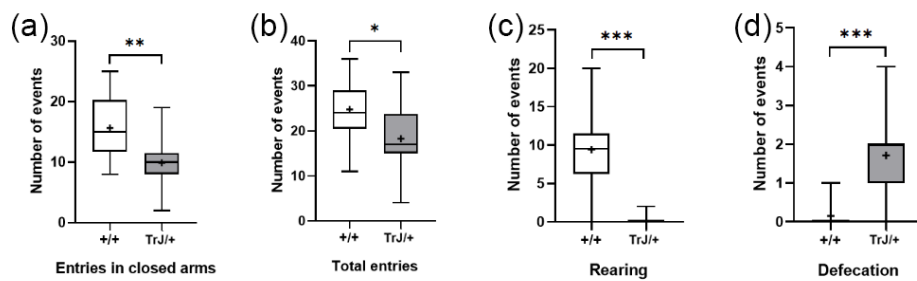 (a)
Number of events
30
20
10
0
**
+/+
TrJ/+
Entries in closed arms
(b)
Number of events
40
30
20
10
0
*
+/+
TrJ/+
Total entries
(c)
Number of events
25
20
15
10
5
0
***
+/+
TrJ/+
Rearing
(d)
Number of events
5
4
3
2
1
0
***
+/+
TrJ/+
Defecation